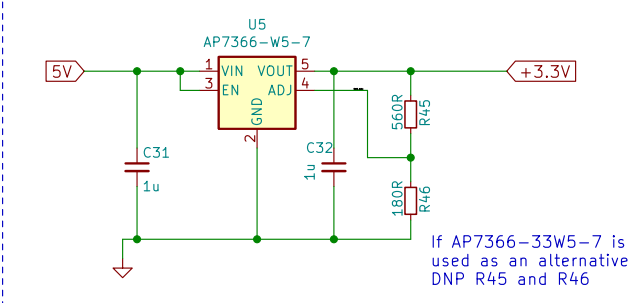 U5
AP7366-W5-7
5V
1
VIN
VOUT
5
+3.3V
3
EN
ADJ
4
GND
2
560R
R45
C31
1u
C32
1u
180R
R46
If AP7366-33W5-7 is
used as an alternative
DNP R45 and R46